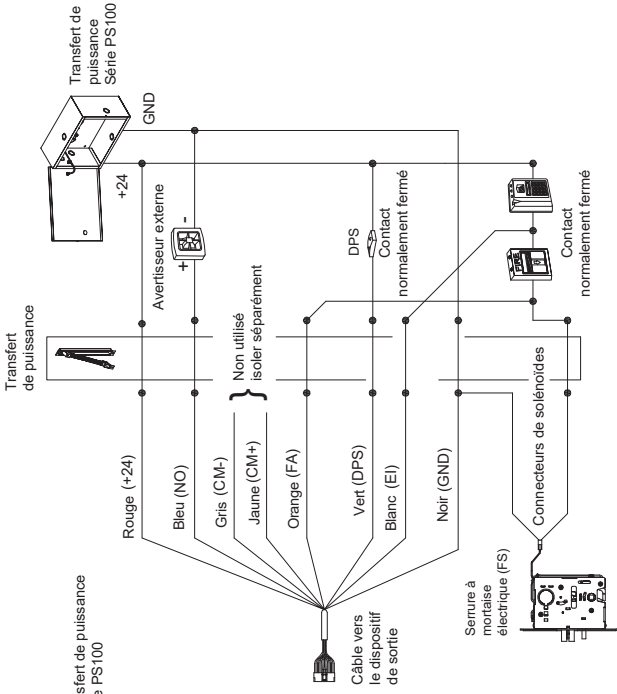 Transfert de
puissance
Série PS100
GND
+24
Transfert
de puissance
Avertisseur externe
+
-
DPS
Contact
normalement fermé
FIRE
Contact
normalement fermé
Non utilisé
isoler séparément
Rouge (+24)
Bleu (NO)
Gris (CM-)
Jaune (CM+)
Orange (FA)
Vert (DPS)
Blanc (EI)
Noir (GND)
Connecteurs de solénoïdes
Câble vers
le dispositif
de sortie
Serrure à
mortaise
électrique (FS)
sfert de puissance
e PS100